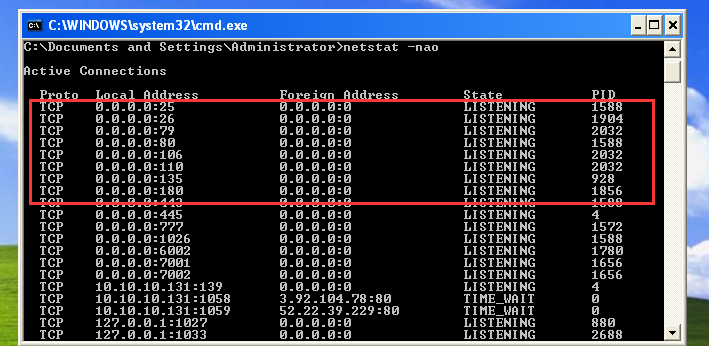 C:\WINDOWS\system32\cmd.exe
C:\Documents and Settings\Administrator>netstat -nao
Active Connections
Proto Local Address Foreign Address State PID
TCP 0.0.0.0:25 0.0.0.0:0 LISTENING 1588
TCP 0.0.0.0:26 0.0.0.0:0 LISTENING 1904
TCP 0.0.0.0:79 0.0.0.0:0 LISTENING 2032
TCP 0.0.0.0:80 0.0.0.0:0 LISTENING 1588
TCP 0.0.0.0:106 0.0.0.0:0 LISTENING 2032
TCP 0.0.0.0:110 0.0.0.0:0 LISTENING 2032
TCP 0.0.0.0:135 0.0.0.0:0 LISTENING 928
TCP 0.0.0.0:180 0.0.0.0:0 LISTENING 1856
TCP 0.0.0.0:443 0.0.0.0:0 LISTENING 1588
TCP 0.0.0.0:445 0.0.0.0:0 LISTENING 4
TCP 0.0.0.0:777 0.0.0.0:0 LISTENING 1572
TCP 0.0.0.0:1026 0.0.0.0:0 LISTENING 1588
TCP 0.0.0.0:6002 0.0.0.0:0 LISTENING 1780
TCP 0.0.0.0:7001 0.0.0.0:0 LISTENING 1656
TCP 0.0.0.0:7002 0.0.0.0:0 LISTENING 1656
TCP 10.10.10.131:139 0.0.0.0:0 LISTENING 4
TCP 10.10.10.131:1058 3.92.104.78:80 TIME_WAIT 0
TCP 10.10.10.131:1059 52.22.39.229:80 TIME_WAIT 0
TCP 127.0.0.1:1027 0.0.0.0:0 LISTENING 880
TCP 127.0.0.1:1033 0.0.0.0:0 LISTENING 2688